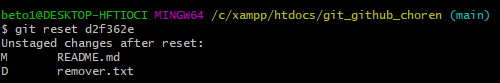 beto1@DESKTOP-HFTIOCI MINGW64 /c/xampp/htdocs/git_github_choren (main)
$ git reset d2f362e
Unstaged changes after reset:
M       README.md
D       remover.txt